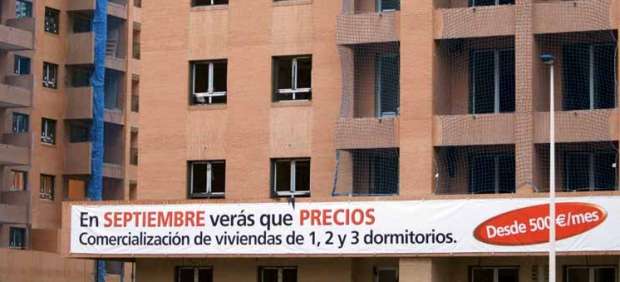 En SEPTIEMBRE verás que PRECIOS
Comercialización de viviendas de 1, 2 y 3 dormitorios.
Desde 500 €/mes